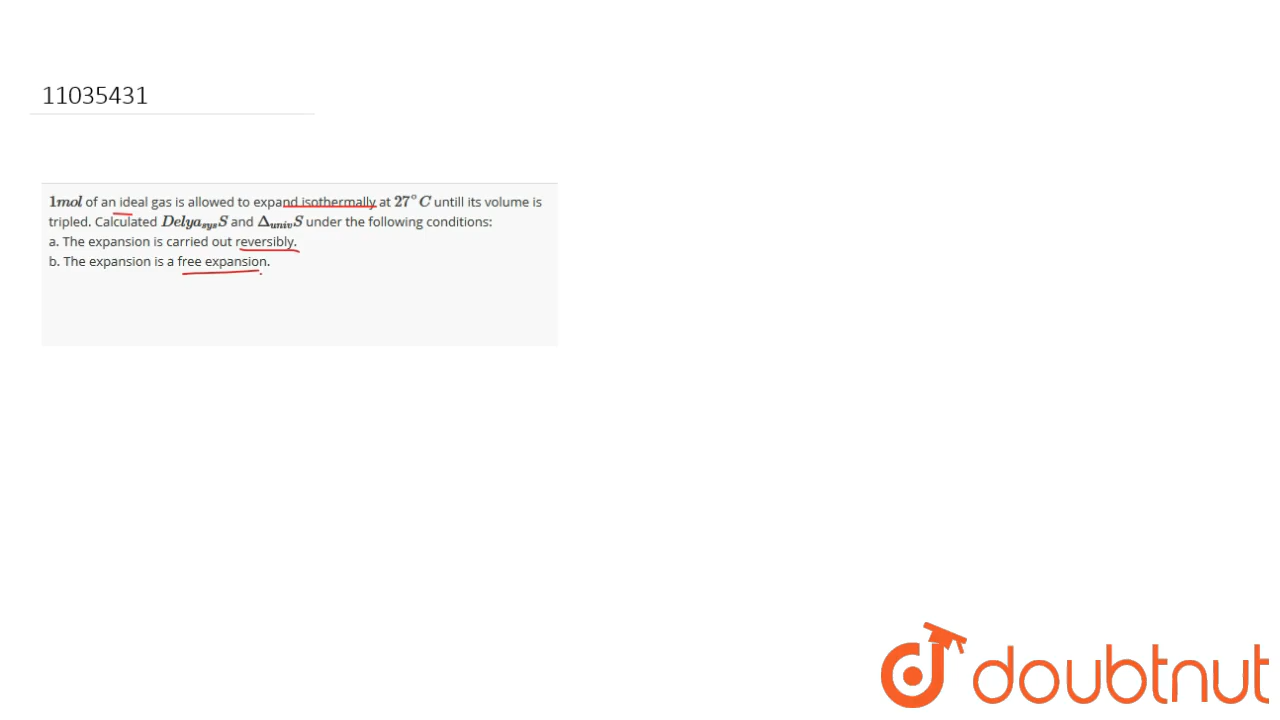 11035431
1mol of an ideal gas is allowed to expand isothermally at 27°C untill its volume is
tripled. Calculated Delya_sys S and Δ_univ S under the following conditions:
a. The expansion is carried out reversibly.
b. The expansion is a free expansion.
doubtnut